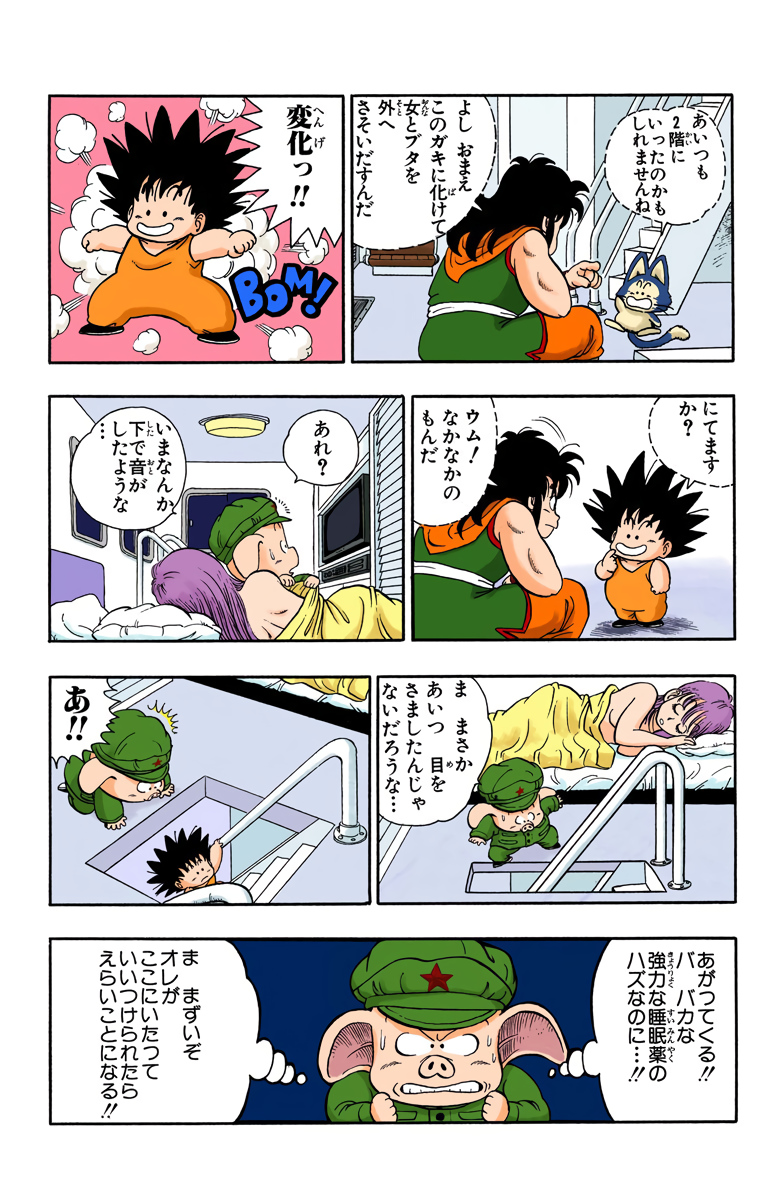 あいつも
2階に
いったのかも
しれませんね
よし おまえ
このガキに化けて
女とブタを
外へ
さそいだすんだ
変化っ!!
BOM!
にてます
か?
ウム!
なかなかの
もんだ
あれ?
いまなんか
下で音が
したような
…
ま まさか
あいつ 目を
さましたんじゃ
ないだろうな…
あ!!
あがってくる!!
バ バカな
強力な睡眠薬の
ハズなのに…!!
ま まずいぞ
オレが
ここにいたって
いいつけられたら
えらいことになる!!